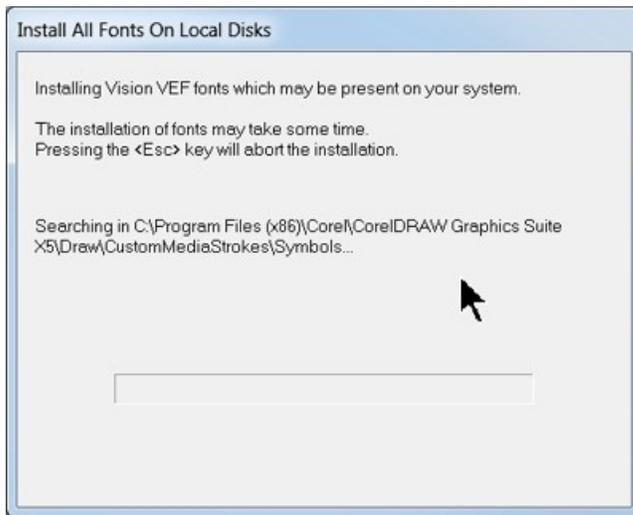 Install All Fonts On Local Disks
Installing Vision VEF fonts which may be present on your system.
The installation of fonts may take some time.
Pressing the <Esc> key will abort the installation.
Searching in C:\Program Files (x86)\Corel\CorelDRAW Graphics Suite
X5\Draw\CustomMediaStrokes\Symbols...